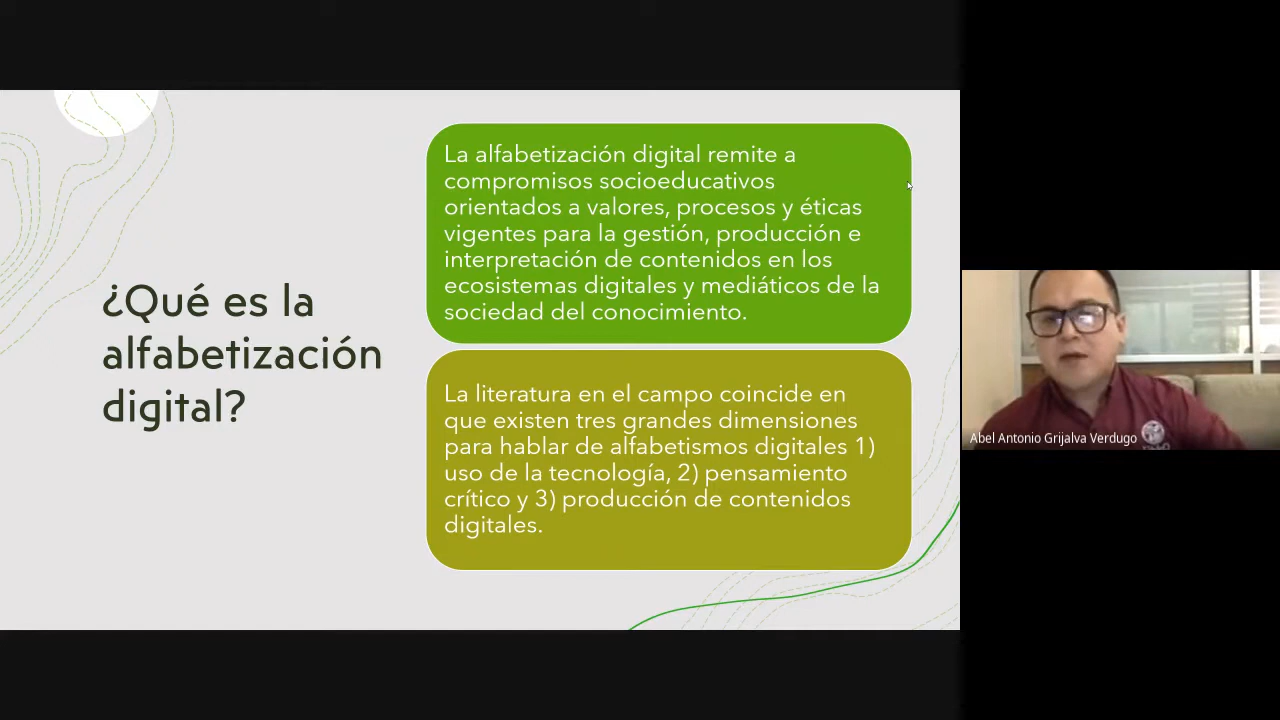 ¿Qué es la
alfabetización
digital?
La alfabetización digital remite a
compromisos socioeducativos
orientados a valores, procesos y éticas
vigentes para la gestión, producción e
interpretación de contenidos en los
ecosistemas digitales y mediáticos de la
sociedad del conocimiento.
La literatura en el campo coincide en
que existen tres grandes dimensiones
para hablar de alfabetismos digitales 1)
uso de la tecnología, 2) pensamiento
crítico y 3) producción de contenidos
digitales.
Abel Antonio Grijalva Verdugo